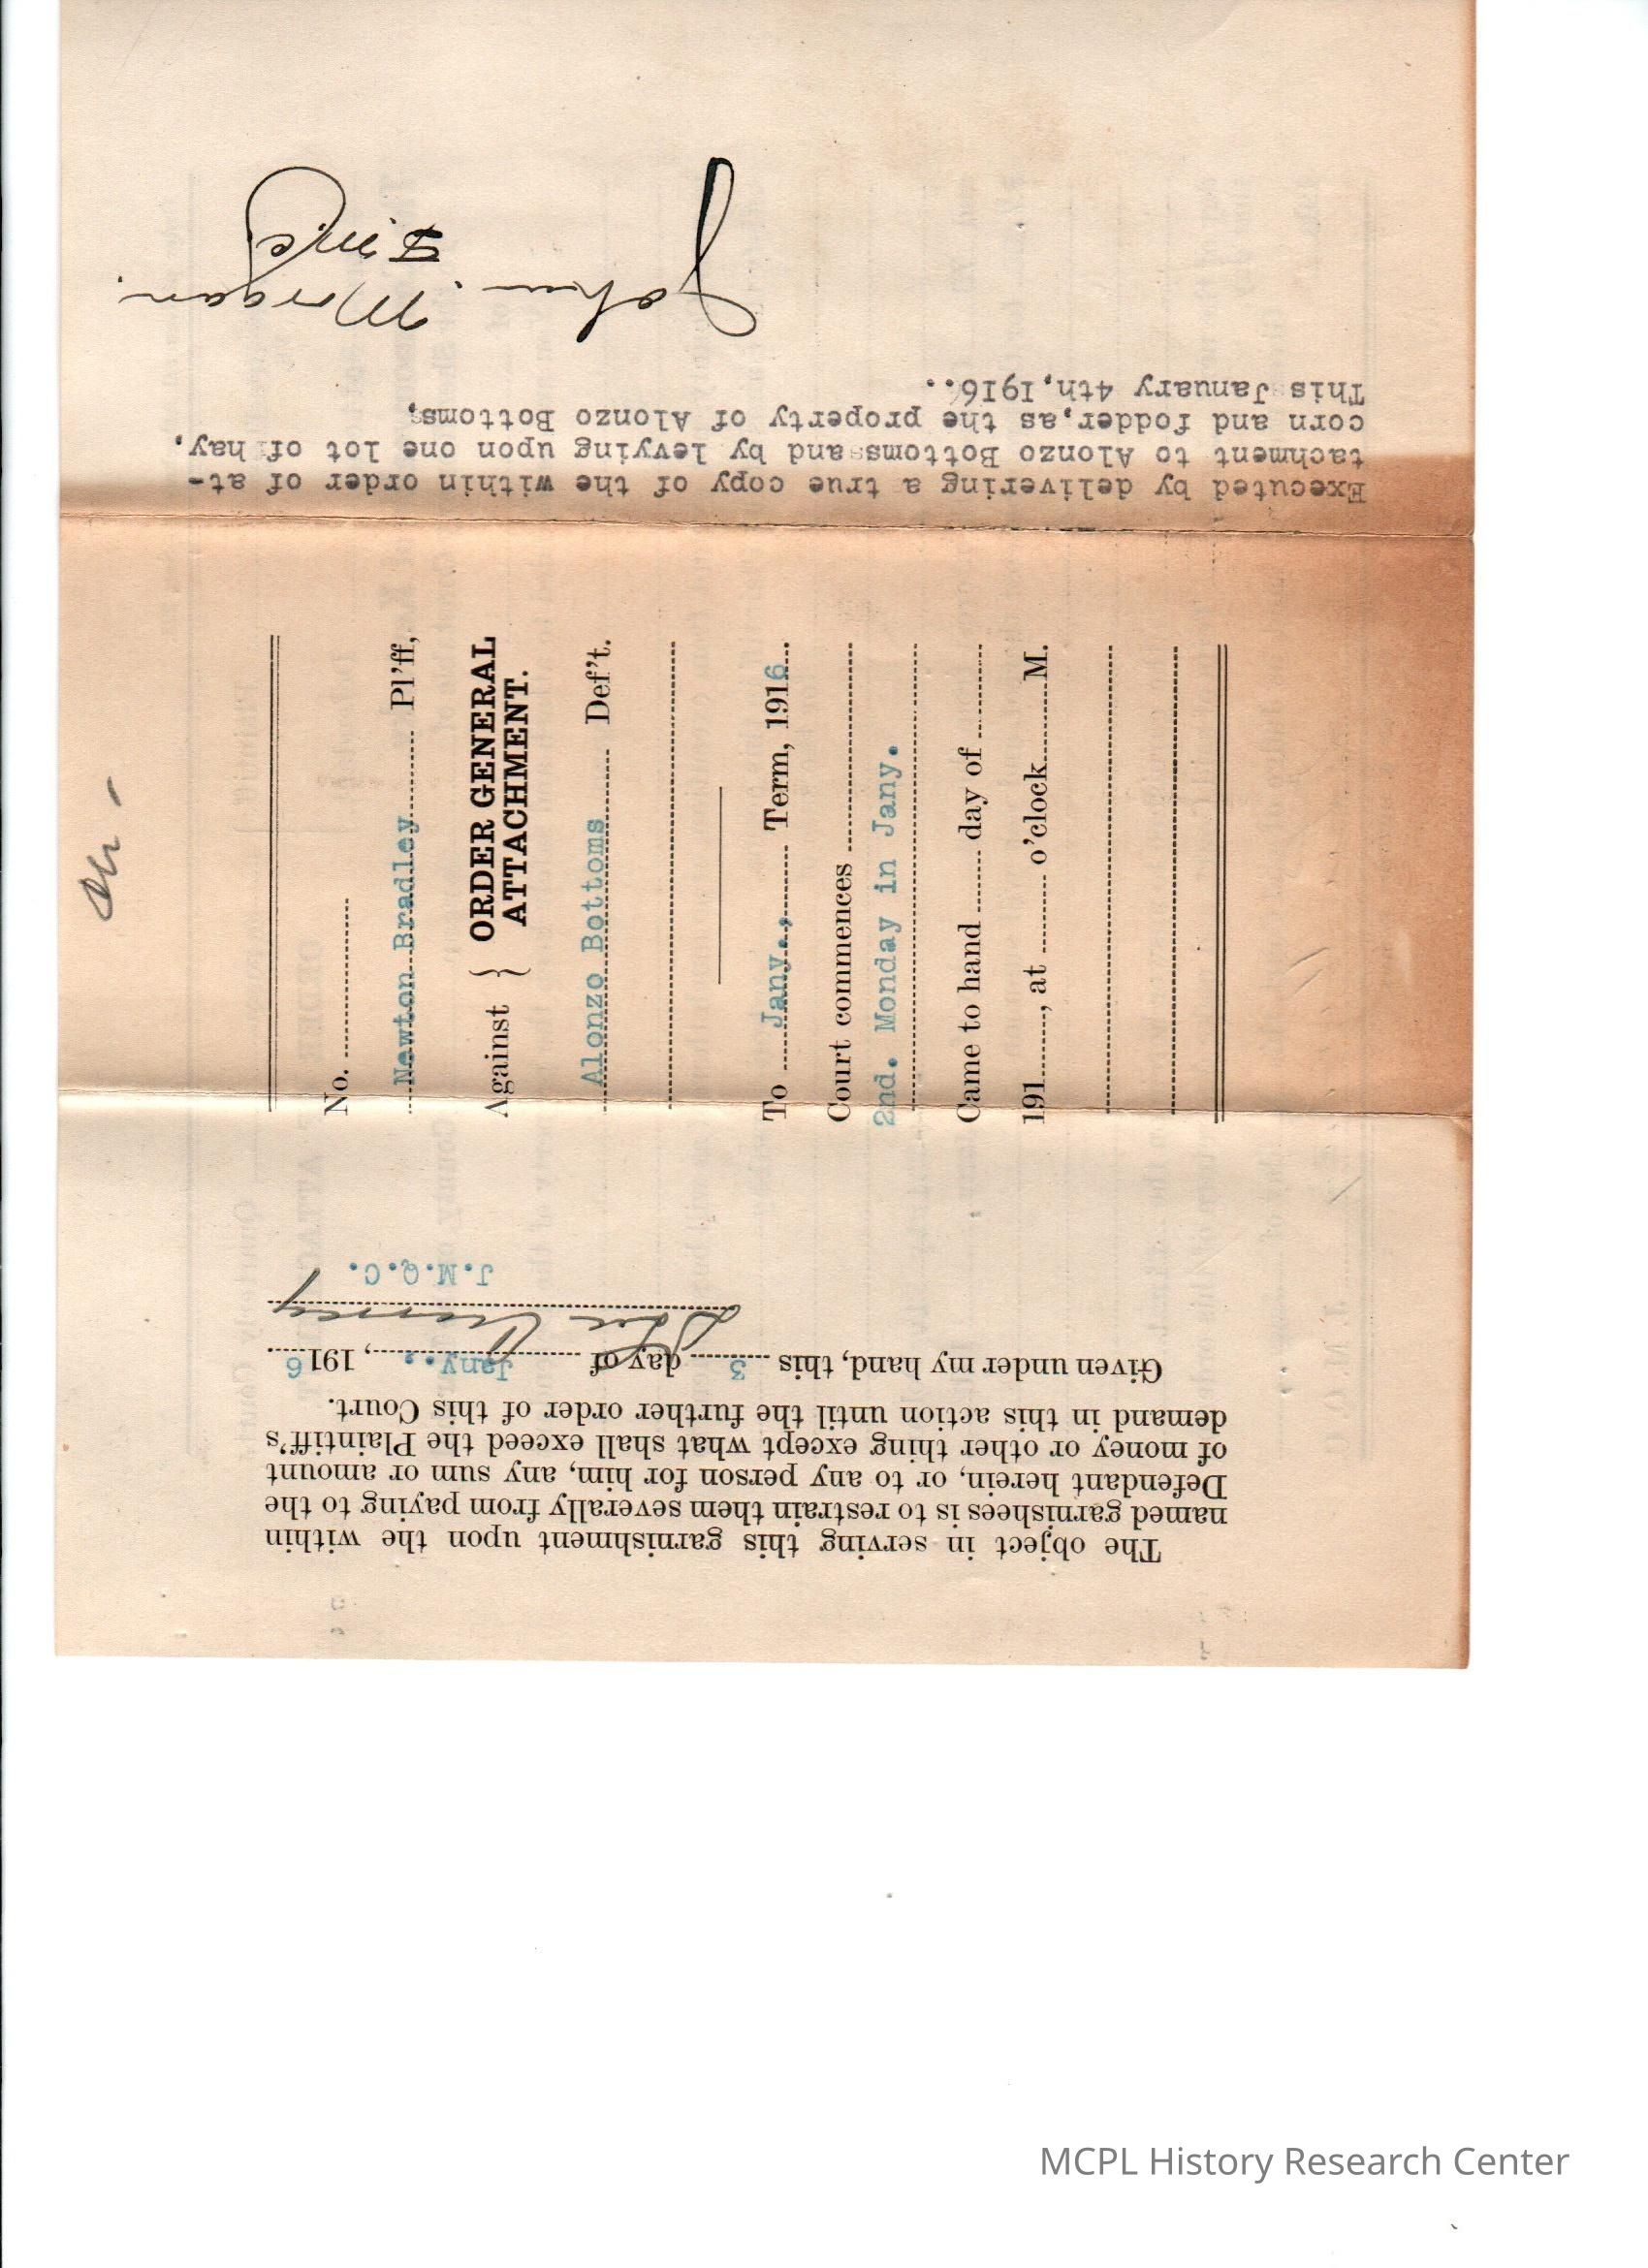 The object in serving this garnishment upon the within
named garnishees is to restrain them severally from paying to the
Defendant herein, or to any person for him, any sum or amount
of money or other thing except what shall exceed the Plaintiff's
demand in this action until the further order of this Court.
Given under my hand, this 3 day of Jany., 1916
J.M.Q.C.
No.
Newton Bradley Pl'ff,
Against } ORDER GENERAL
ATTACHMENT.
Alonzo Bottoms Def't.
To Jany., Term, 1916
Court commences
2nd. Monday in Jany.
Came to hand day of
191 , at o'clock M.
Executed by delivering a true copy of the within order of at-
tachment to Alonzo Bottoms and by levying upon one lot of hay,
corn and fodder,as the property of Alonzo Bottoms,
This January 4th,1916..
John Morgan.
MCPL History Research Center